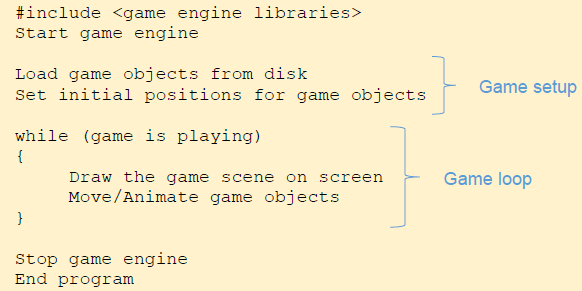 #include <game engine libraries>
Start game engine
Load game objects from disk
Set initial positions for game objects
Game setup
while (game is playing)
{
Draw the game scene on screen
Move/Animate game objects
}
Game loop
Stop game engine
End program